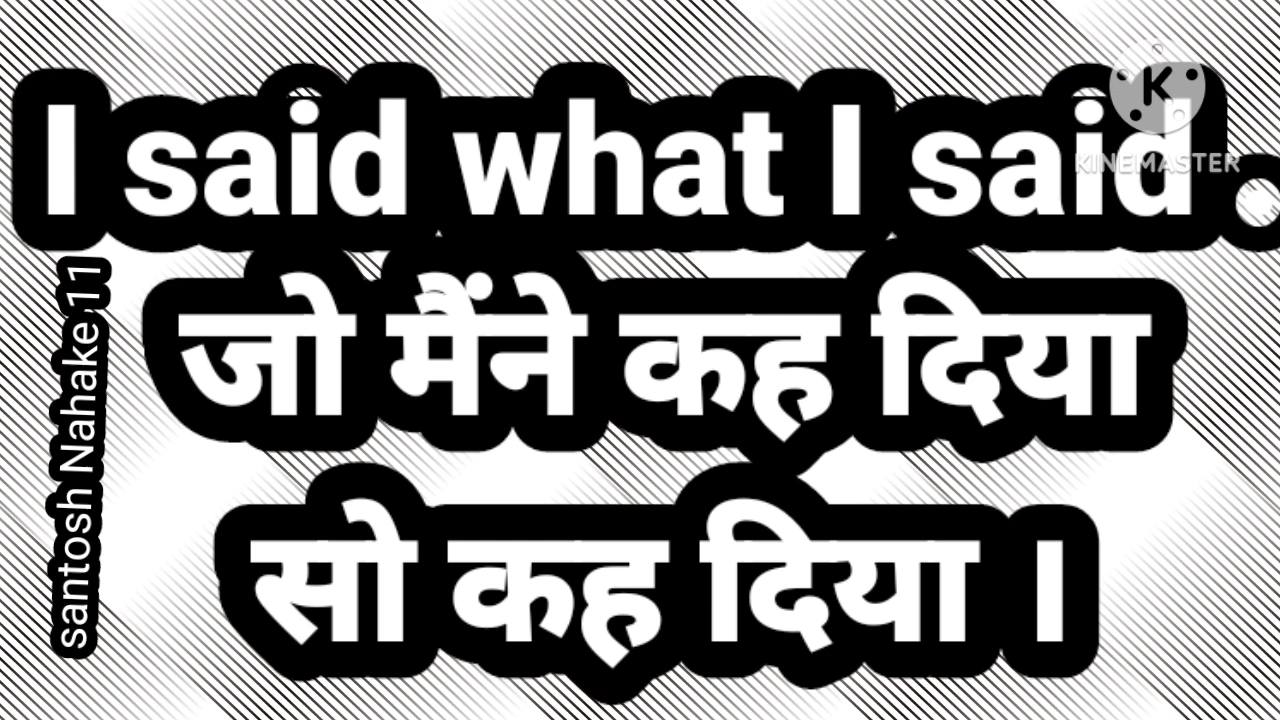 I said what I said .
जो मैंने कह दिया
सो कह दिया ।
santosh Nahake 11
K
KINEMASTER